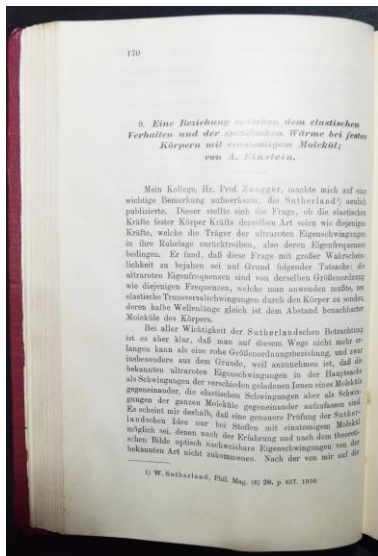 170
9. Eine Beziehung zwischen dem elastischen
Verhalten und der spezifischen Wärme bei festen
Körpern mit einatomigem Molekül;
von A. Einstein.
Mein Kollege, Hr. Prof. Zangger, machte mich auf eine
wichtige Bemerkung aufmerksam, die Sutherland¹) neulich
publizierte. Dieser stellte sich die Frage, ob die elastischen
Kräfte fester Körper Kräfte derselben Art seien wie diejenigen
Kräfte, welche die Träger der ultraroten Eigenschwingungen
in ihre Ruhelage zurücktreiben, also deren Eigenfrequenzen
bedingen. Er fand, daß diese Frage mit großer Wahrschein-
lichkeit zu bejahen sei auf Grund folgender Tatsache: die
ultraroten Eigenfrequenzen sind von derselben Größenordnung
wie diejenigen Frequenzen, welche man anwenden müßte, um
elastische Transversalschwingungen durch den Körper zu senden,
deren halbe Wellenlänge gleich ist dem Abstand benachbarter
Moleküle des Körpers.
Bei aller Wichtigkeit der Sutherlandschen Betrachtung
ist es aber klar, daß man auf diesem Wege nicht mehr er-
langen kann als eine rohe Größenordnungsbeziehung, und zwar
insbesondere aus dem Grunde, weil anzunehmen ist, daß die
bekannten ultraroten Eigenschwingungen in der Hauptsache
als Schwingungen der verschieden geladenen Ionen eines Moleküls
gegeneinander, die elastischen Schwingungen aber als Schwin-
gungen der ganzen Moleküle gegeneinander aufzufassen sind.
Es scheint mir deshalb, daß eine genauere Prüfung der Suther-
landschen Idee nur bei Stoffen mit einatomigem Molekül
möglich sei, denen nach der Erfahrung und nach dem theoreti-
schen Bilde optisch nachweisbare Eigenschwingungen von der
bekannten Art nicht zukommen. Nach der von mir auf die
1) W. Sutherland, Phil. Mag. (6) 20. p. 657. 1910.